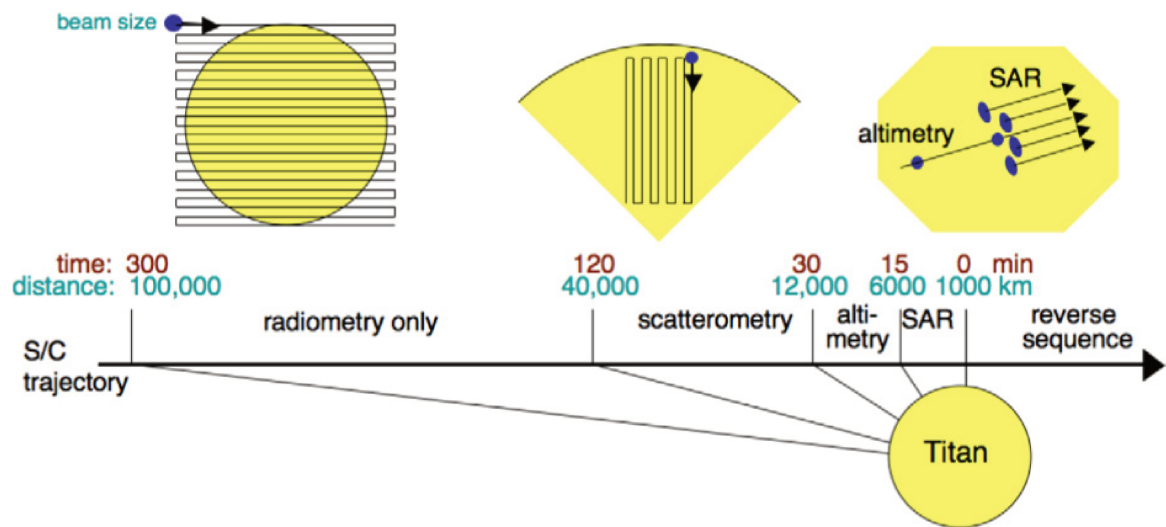 beam size
SAR
altimetry
time: 300 120 30 15 0 min
distance: 100,000 40,000 12,000 6000 1000 km
radiometry only
scatterometry
alti-
metry
SAR
reverse
sequence
S/C
trajectory
Titan